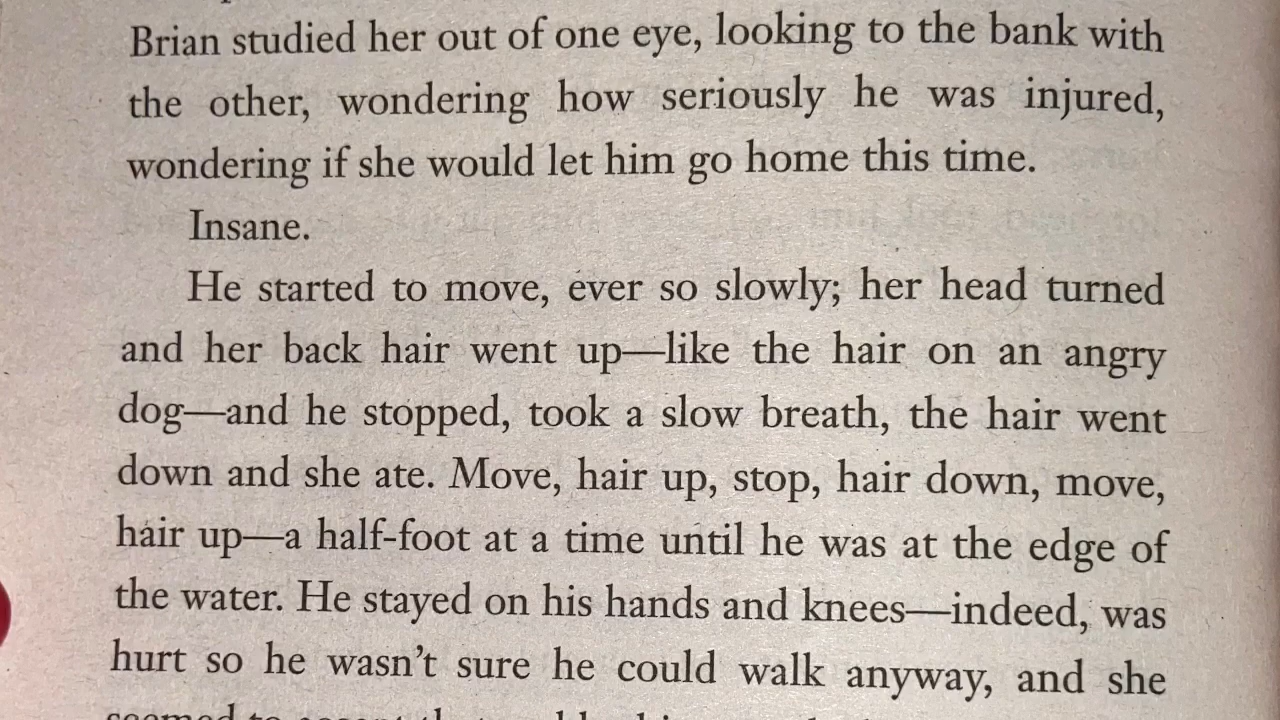 Brian studied her out of one eye, looking to the bank with
the other, wondering how seriously he was injured,
wondering if she would let him go home this time.
Insane.
He started to move, ever so slowly; her head turned
and her back hair went up—like the hair on an angry
dog—and he stopped, took a slow breath, the hair went
down and she ate. Move, hair up, stop, hair down, move,
hair up—a half-foot at a time until he was at the edge of
the water. He stayed on his hands and knees—indeed, was
hurt so he wasn't sure he could walk anyway, and she
seemed to accept that